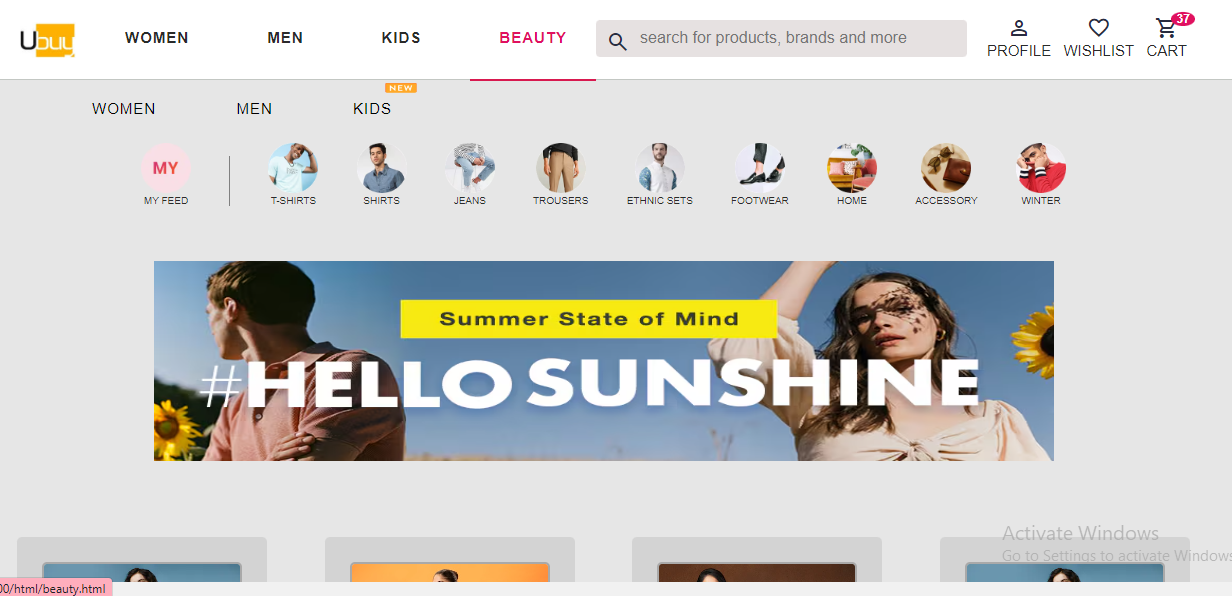 Ubuy
WOMEN MEN KIDS BEAUTY search for products, brands and more PROFILE WISHLIST CART 37
NEW
WOMEN MEN KIDS
MY
MY FEED T-SHIRTS SHIRTS JEANS TROUSERS ETHNIC SETS FOOTWEAR HOME ACCESSORY WINTER
Summer State of Mind
#HELLO SUNSHINE
Activate Windows
Go to Settings to activate Windows
00/html/beauty.html